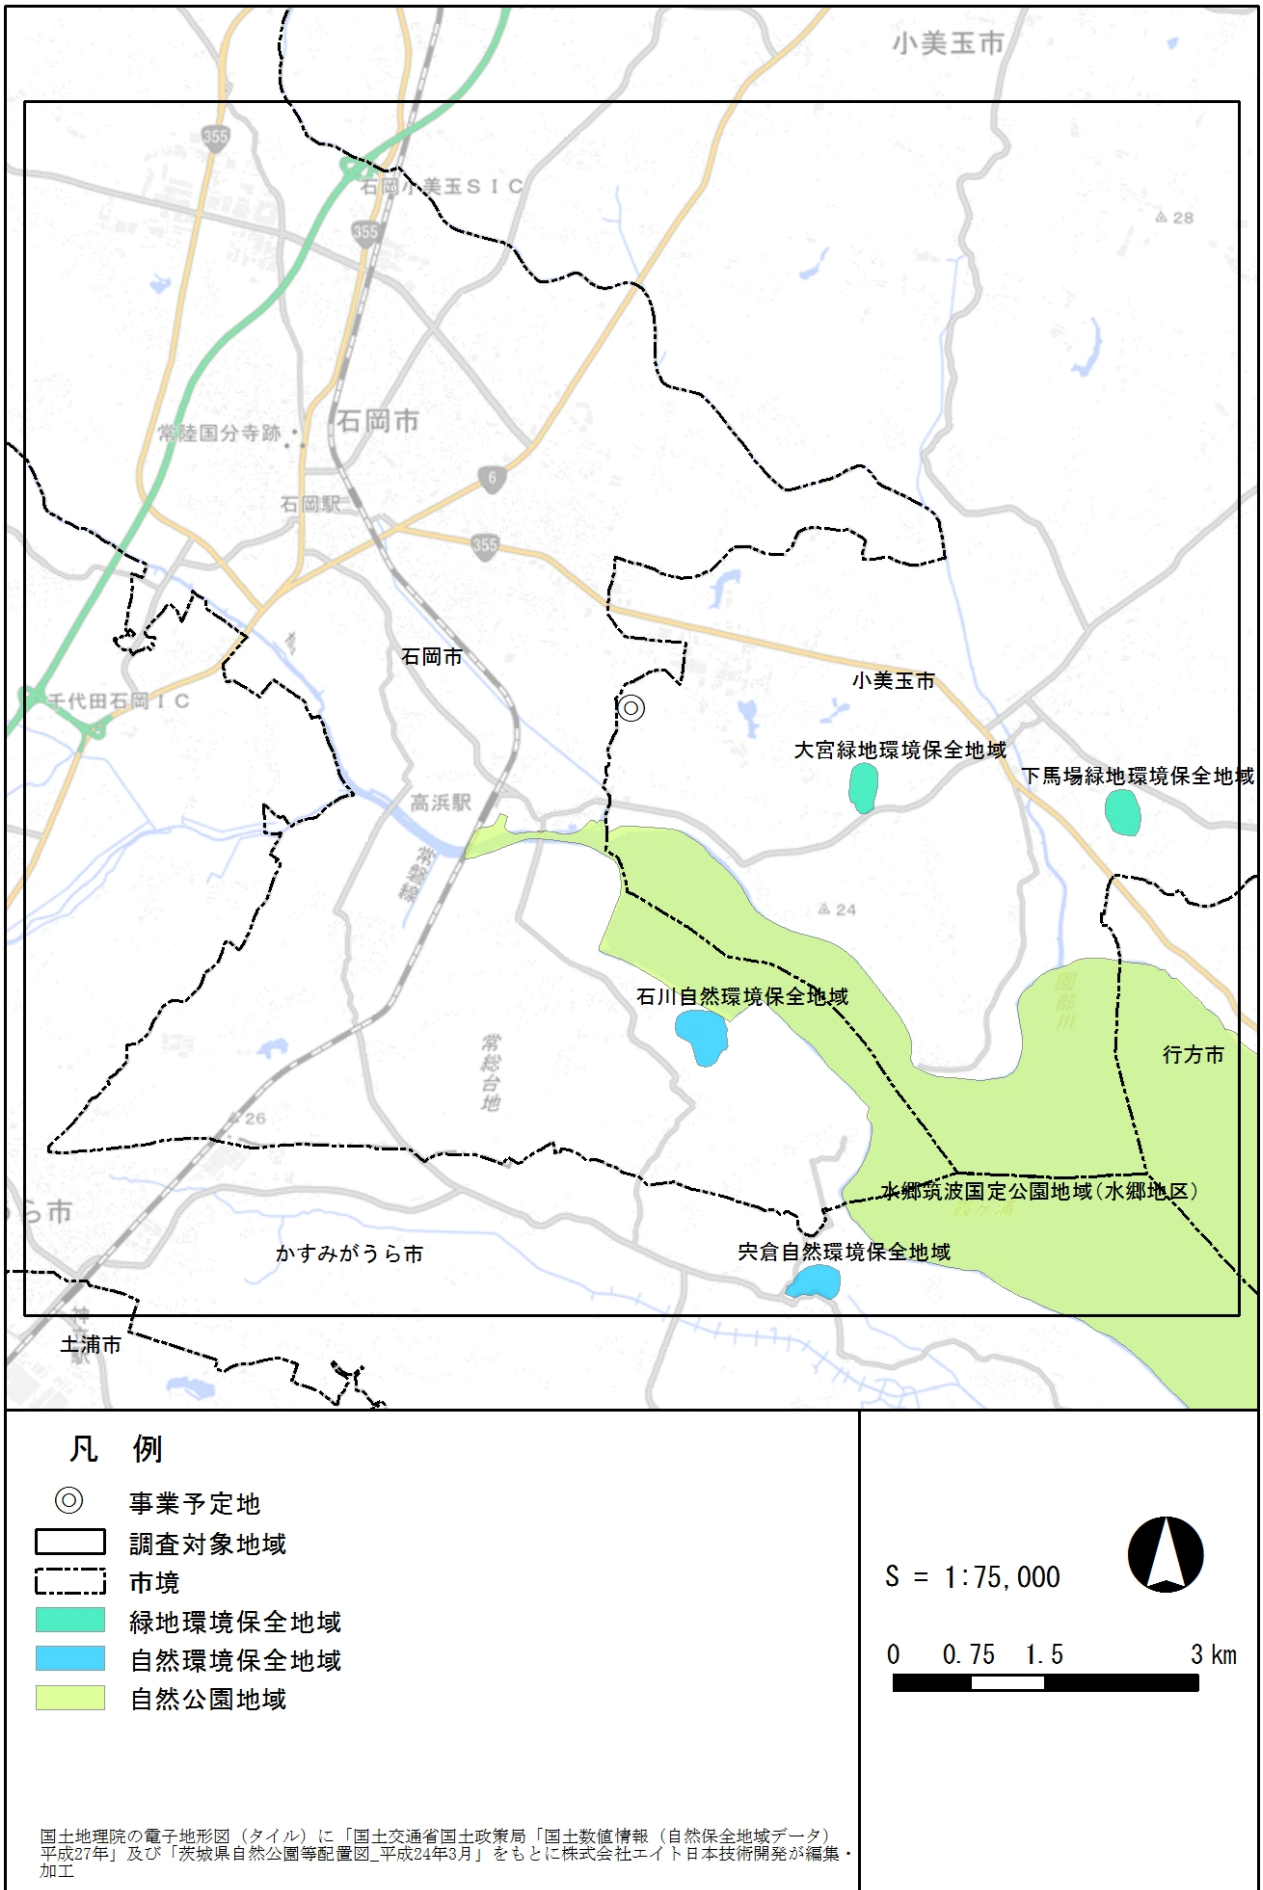 小美玉市
355
石岡小美玉SIC
355
28
石岡市
常陸国分寺跡
6
石岡駅
355
石岡市
小美玉市
千代田石岡IC
大宮緑地環境保全地域
下馬場緑地環境保全地域
高浜駅
常磐線
24
石川自然環境保全地域
園部川
行方市
常総台地
26
水郷筑波国定公園地域(水郷地区)
霞ヶ浦
うら市
宍倉自然環境保全地域
かすみがうら市
神立駅
土浦市
凡 例
事業予定地
調査対象地域
市境
緑地環境保全地域
自然環境保全地域
自然公園地域
S = 1:75,000
0 0.75 1.5 3 km
国土地理院の電子地形図（タイル）に「国土交通省国土政策局「国土数値情報（自然保全地域データ）
平成27年」及び「茨城県自然公園等配置図_平成24年3月」をもとに株式会社エイト日本技術開発が編集・
加工